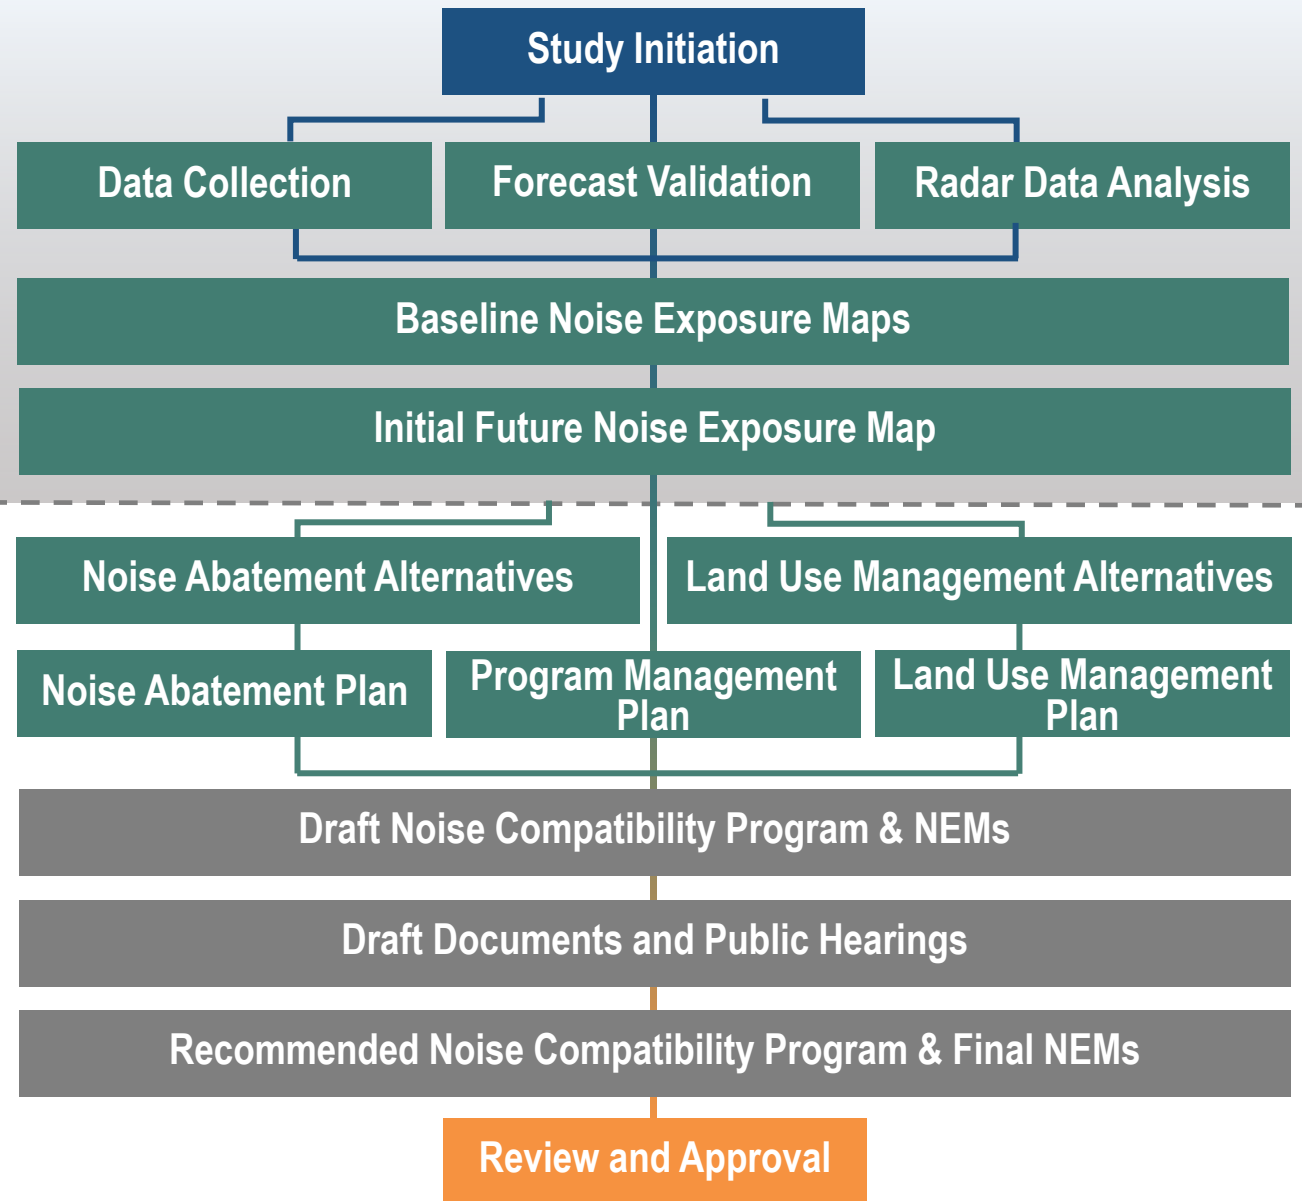 Study Initiation
Data Collection
Forecast Validation
Radar Data Analysis
Baseline Noise Exposure Maps
Initial Future Noise Exposure Map
Noise Abatement Alternatives
Land Use Management Alternatives
Noise Abatement Plan
Program Management
Plan
Land Use Management
Plan
Draft Noise Compatibility Program & NEMs
Draft Documents and Public Hearings
Recommended Noise Compatibility Program & Final NEMs
Review and Approval